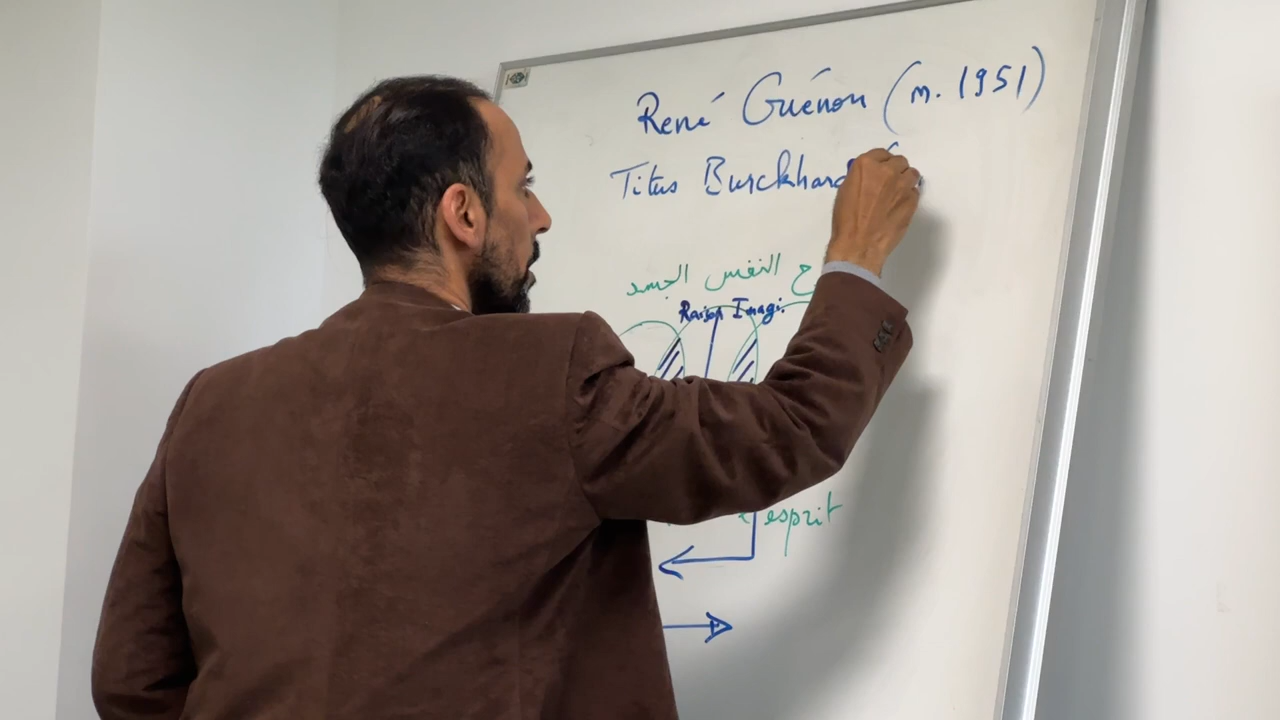 René Guénon (m. 1951)
Titus Burckhard
النفس الجسد
Raison Imagi.
esprit